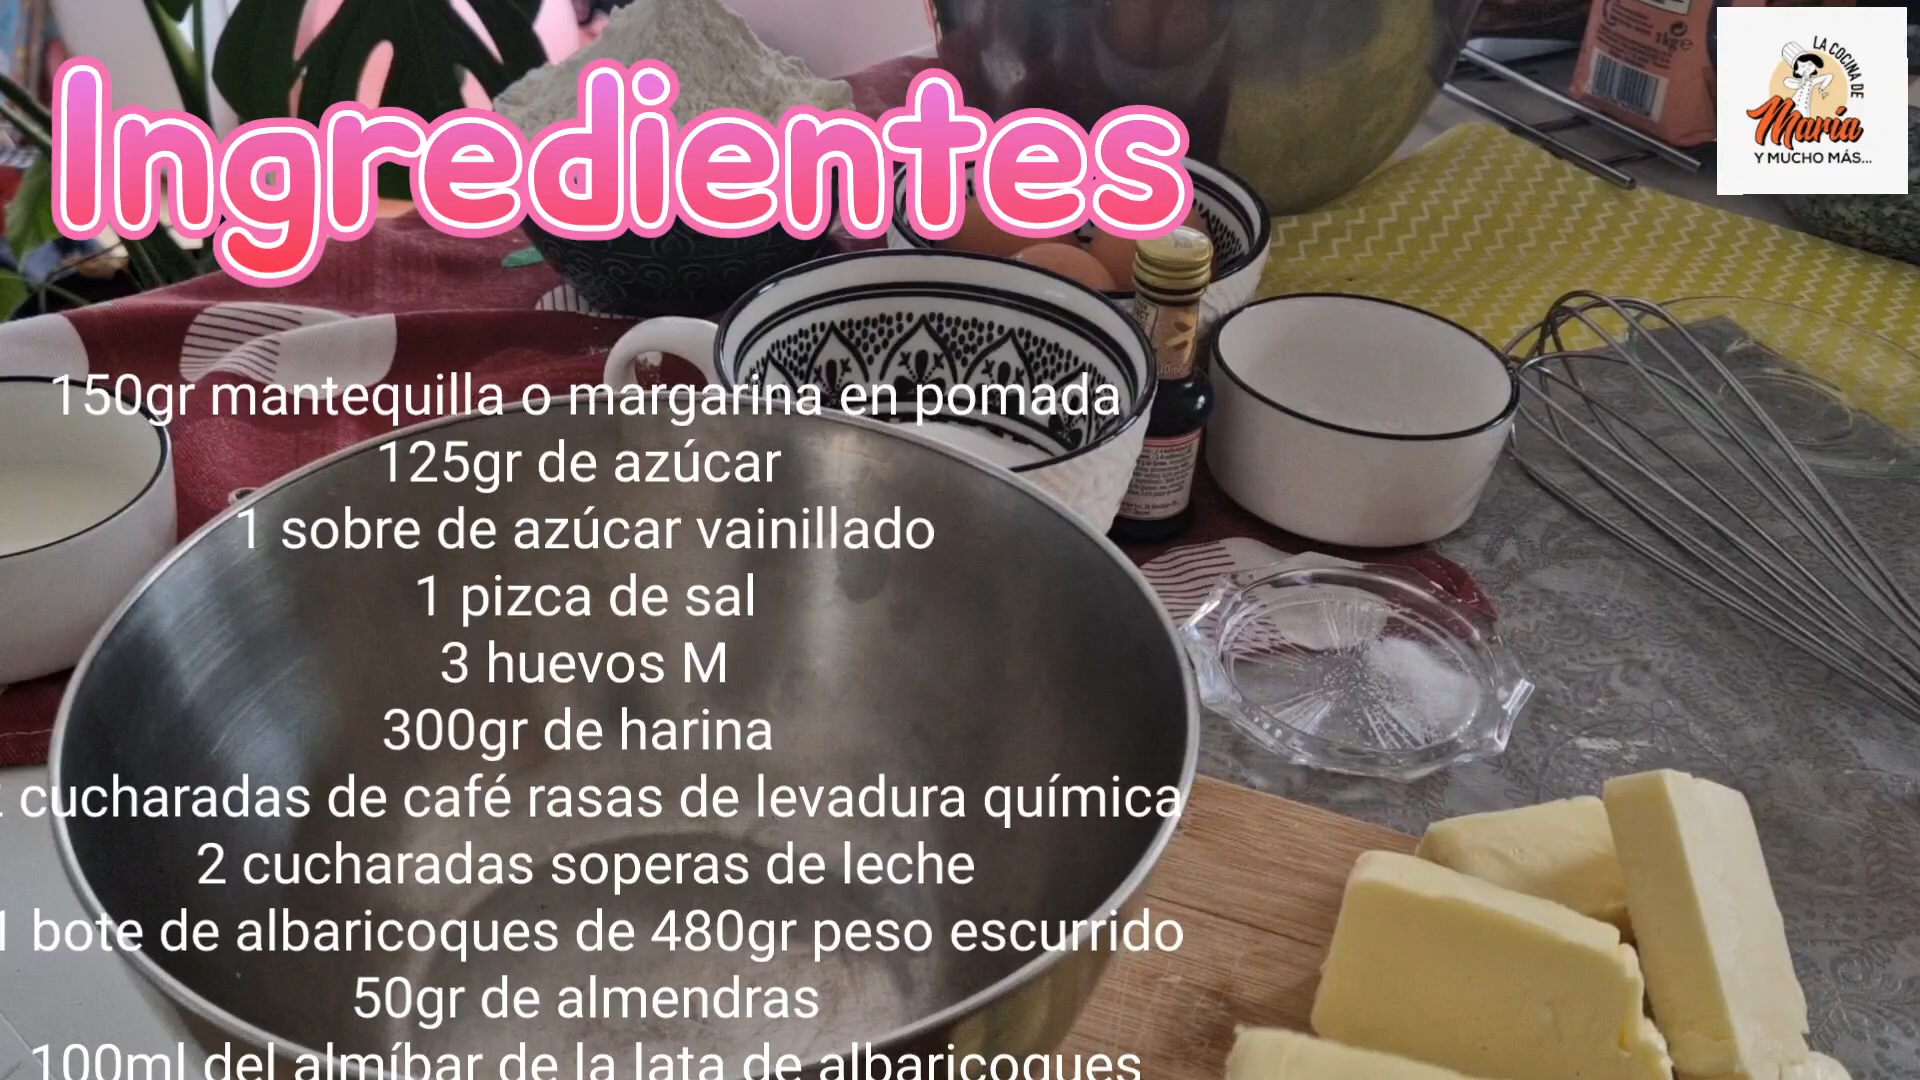 Ingredientes
150gr mantequilla o margarina en pomada
125gr de azúcar
1 sobre de azúcar vainillado
1 pizca de sal
3 huevos M
300gr de harina
cucharadas de café rasas de levadura química
2 cucharadas soperas de leche
1 bote de albaricoques de 480gr peso escurrido
50gr de almendras
100ml del almíbar de la lata de albaricoques
LA COCINA DE
María
Y MUCHO MÁS...
1kg e